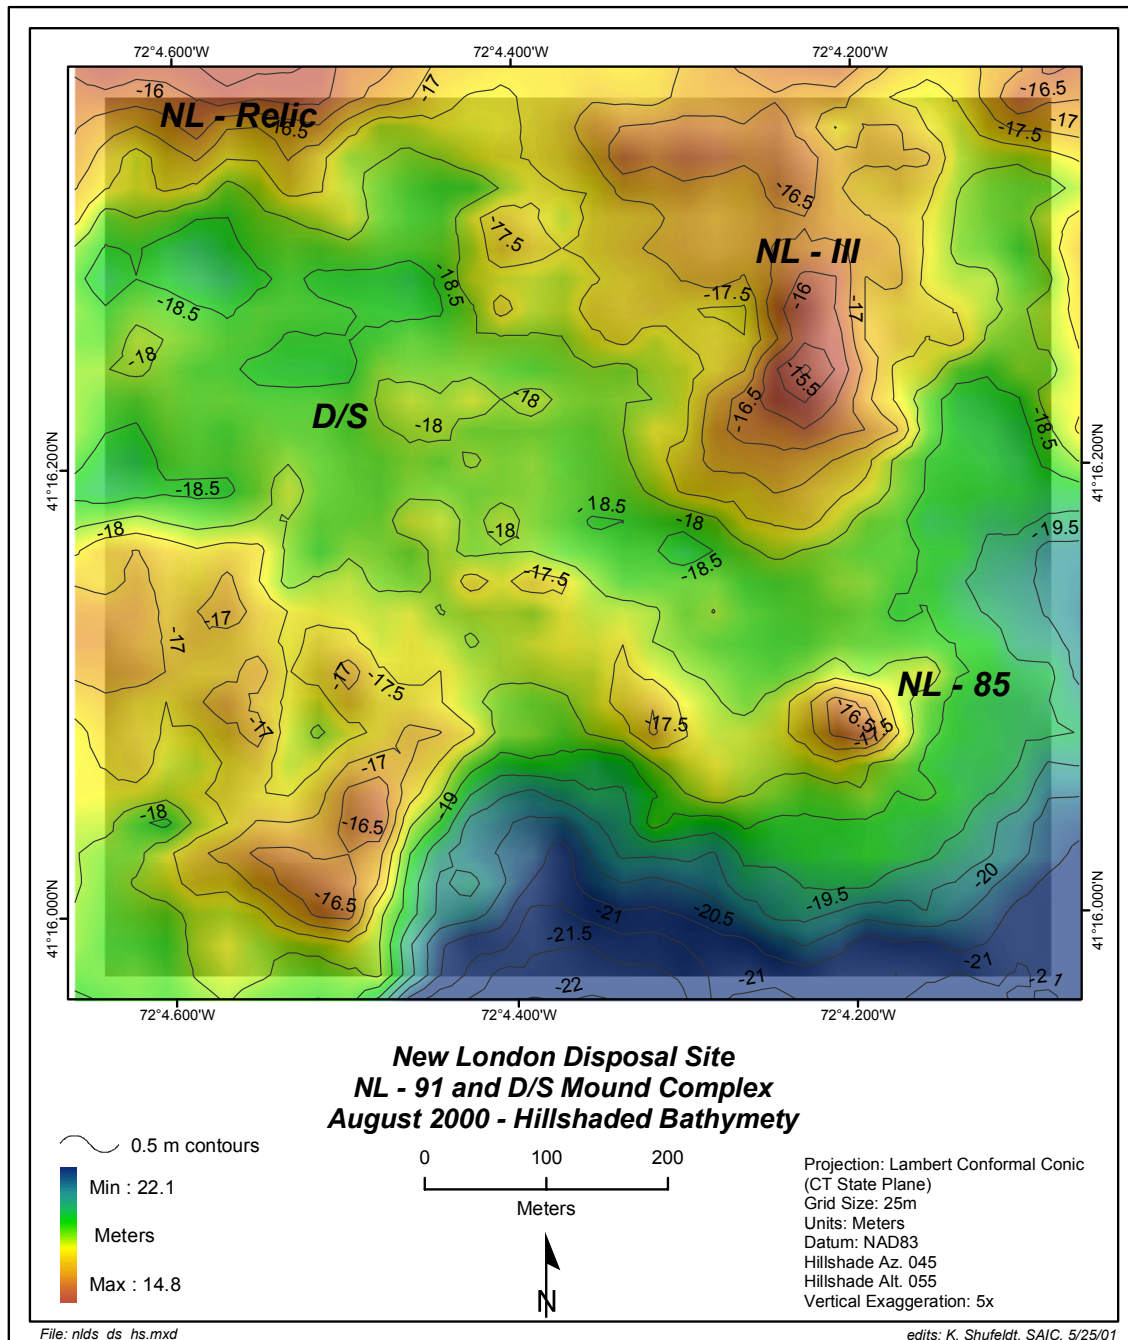 72°4.600'W 72°4.400'W 72°4.200'W
-16 -17 -16.5
NL - Relic -16.5 -17.5 -17
-16.5
-17.5 NL - III
-18.5 -17.5 -16 -17
-18.5
-18 -15.5
D/S -18 -18 -16.5 -18.5
41°16.200'N 41°16.200'N
-18.5 -18.5 -18 -19.5
-18 -18 -18.5
-17.5
-17 -17
-17 -17.5 NL - 85
-17 -17.5 -16.5 -17.5
-17
-18 -16.5 -19
-20
-16.5 -19.5
41°16.000'N 41°16.000'N
-21 -20.5
-21.5
-22 -21 -21 -21
72°4.600'W 72°4.400'W 72°4.200'W
New London Disposal Site
NL - 91 and D/S Mound Complex
August 2000 - Hillshaded Bathymety
0.5 m contours
Min : 22.1
Meters
Max : 14.8
0 100 200
Meters
N
Projection: Lambert Conformal Conic
(CT State Plane)
Grid Size: 25m
Units: Meters
Datum: NAD83
Hillshade Az. 045
Hillshade Alt. 055
Vertical Exaggeration: 5x
File: nlds_ds_hs.mxd
edits: K. Shufeldt, SAIC, 5/25/01